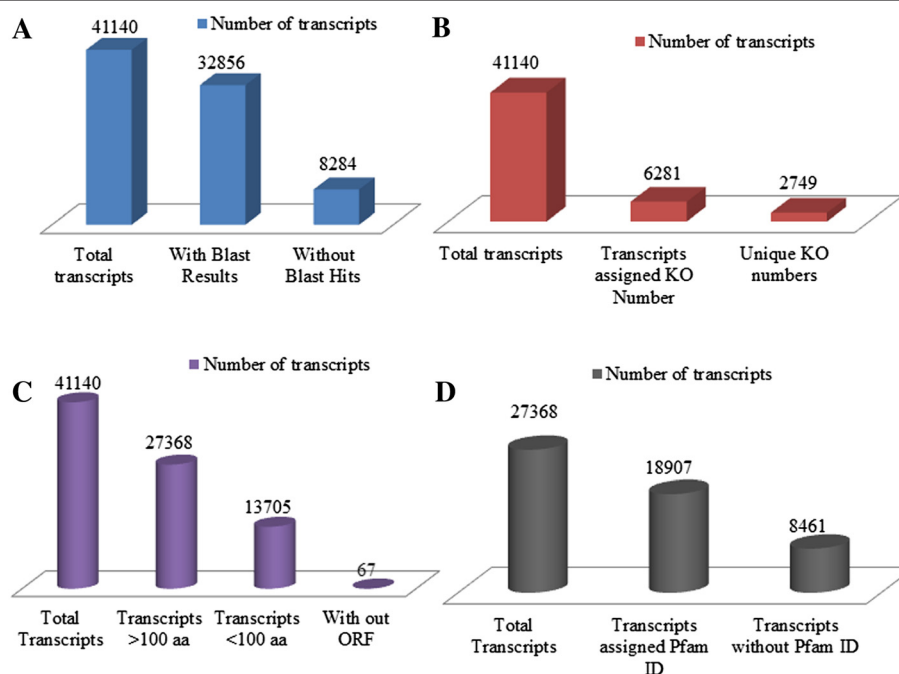 A
Number of transcripts
41140
32856
8284
Total
transcripts
With Blast
Results
Without
Blast Hits
B
Number of transcripts
41140
6281
2749
Total transcripts
Transcripts
assigned KO
Number
Unique KO
numbers
C
Number of transcripts
41140
27368
13705
67
Total
Transcripts
Transcripts
>100 aa
Transcripts
<100 aa
With out
ORF
D
Number of transcripts
27368
18907
8461
Total
Transcripts
Transcripts
assigned Pfam
ID
Transcripts
without Pfam ID